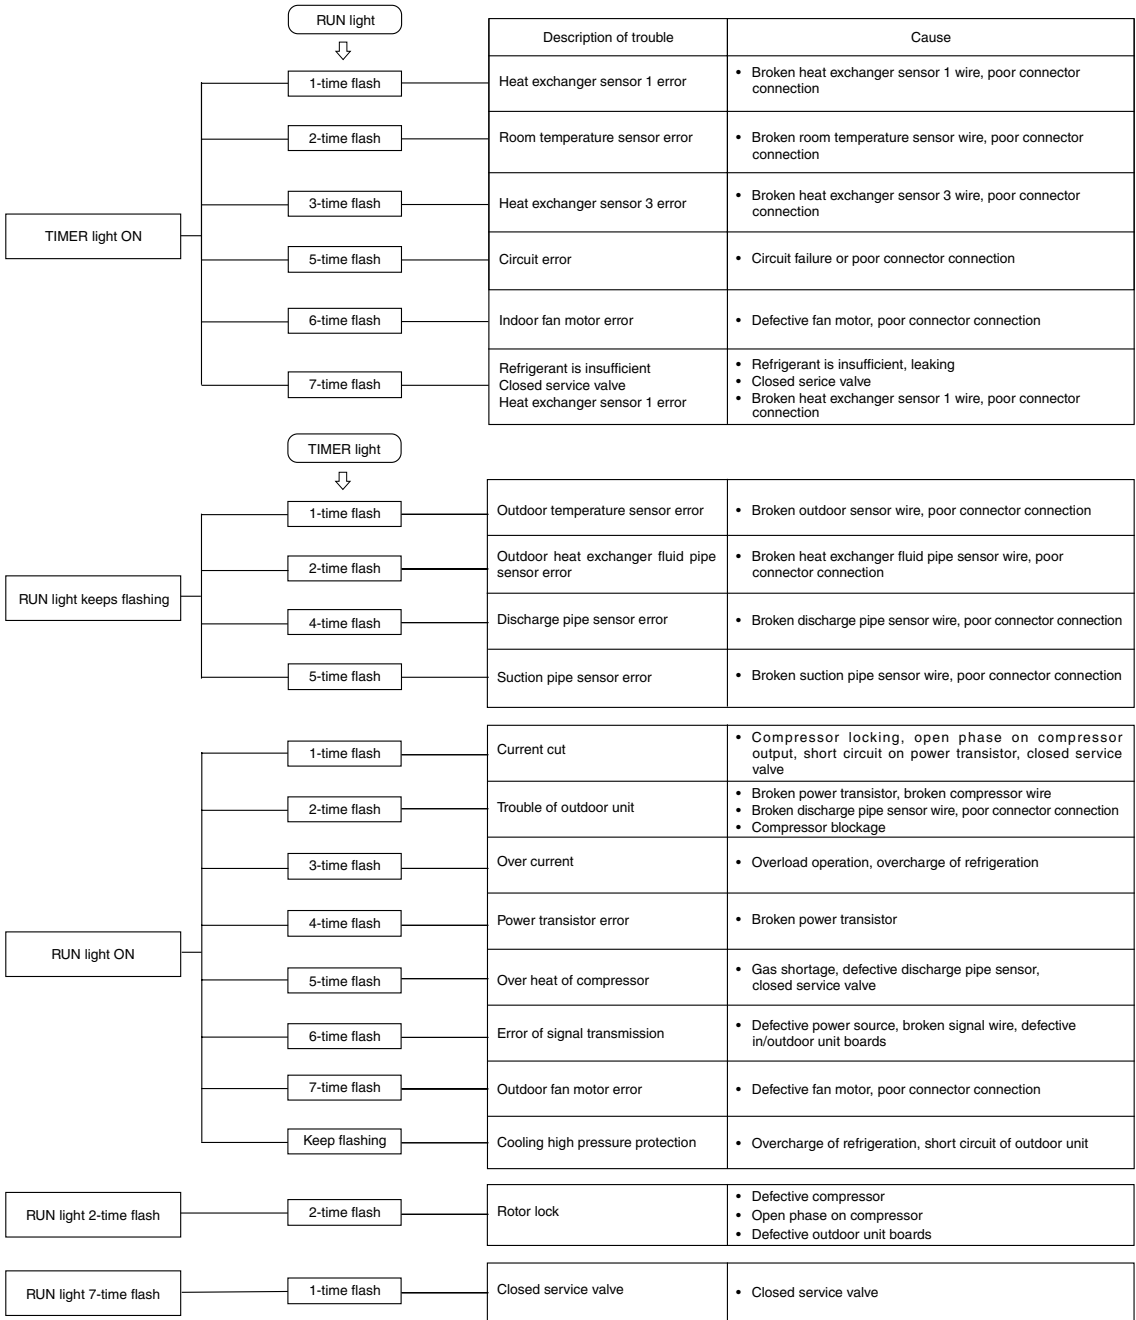 RUN light
Description of trouble
Cause
TIMER light ON
1-time flash
Heat exchanger sensor 1 error
• Broken heat exchanger sensor 1 wire, poor connector
connection
2-time flash
Room temperature sensor error
• Broken room temperature sensor wire, poor connector
connection
3-time flash
Heat exchanger sensor 3 error
• Broken heat exchanger sensor 3 wire, poor connector
connection
5-time flash
Circuit error
• Circuit failure or poor connector connection
6-time flash
Indoor fan motor error
• Defective fan motor, poor connector connection
7-time flash
Refrigerant is insufficient
Closed service valve
Heat exchanger sensor 1 error
• Refrigerant is insufficient, leaking
• Closed serice valve
• Broken heat exchanger sensor 1 wire, poor connector
connection
TIMER light
RUN light keeps flashing
1-time flash
Outdoor temperature sensor error
• Broken outdoor sensor wire, poor connector connection
2-time flash
Outdoor heat exchanger fluid pipe
sensor error
• Broken heat exchanger fluid pipe sensor wire, poor
connector connection
4-time flash
Discharge pipe sensor error
• Broken discharge pipe sensor wire, poor connector connection
5-time flash
Suction pipe sensor error
• Broken suction pipe sensor wire, poor connector connection
RUN light ON
1-time flash
Current cut
• Compressor locking, open phase on compressor
output, short circuit on power transistor, closed service
valve
2-time flash
Trouble of outdoor unit
• Broken power transistor, broken compressor wire
• Broken discharge pipe sensor wire, poor connector connection
• Compressor blockage
3-time flash
Over current
• Overload operation, overcharge of refrigeration
4-time flash
Power transistor error
• Broken power transistor
5-time flash
Over heat of compressor
• Gas shortage, defective discharge pipe sensor,
closed service valve
6-time flash
Error of signal transmission
• Defective power source, broken signal wire, defective
in/outdoor unit boards
7-time flash
Outdoor fan motor error
• Defective fan motor, poor connector connection
Keep flashing
Cooling high pressure protection
• Overcharge of refrigeration, short circuit of outdoor unit
RUN light 2-time flash
2-time flash
Rotor lock
• Defective compressor
• Open phase on compressor
• Defective outdoor unit boards
RUN light 7-time flash
1-time flash
Closed service valve
• Closed service valve